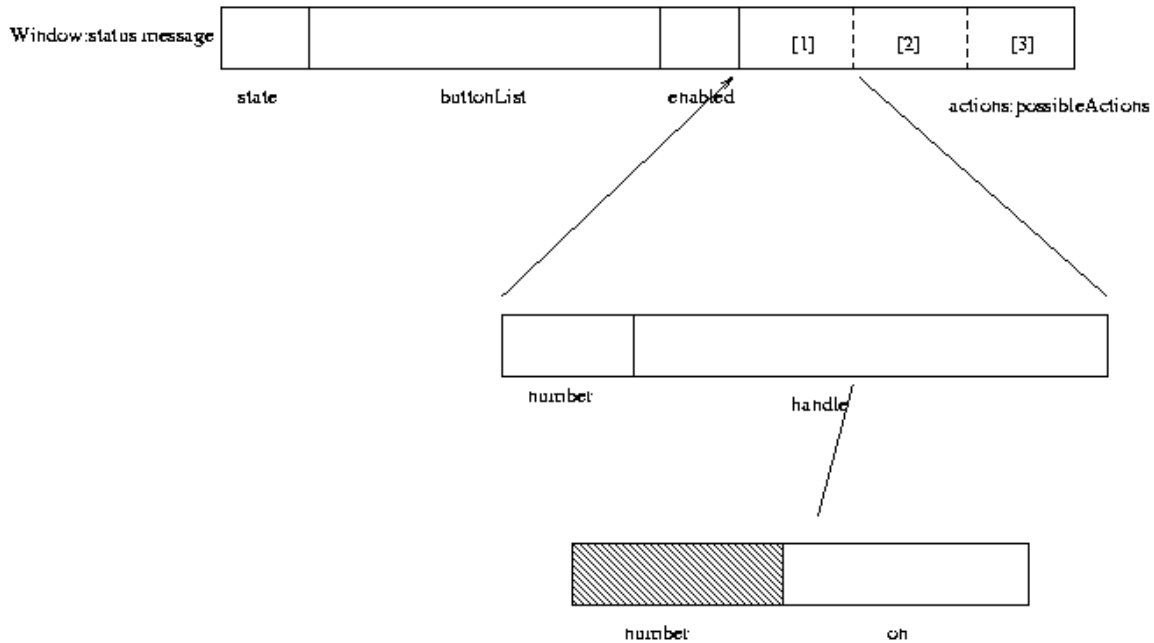 Window:status message
[1] [2] [3]
state buttonList enabled actions:possibleActions
number handle
number on